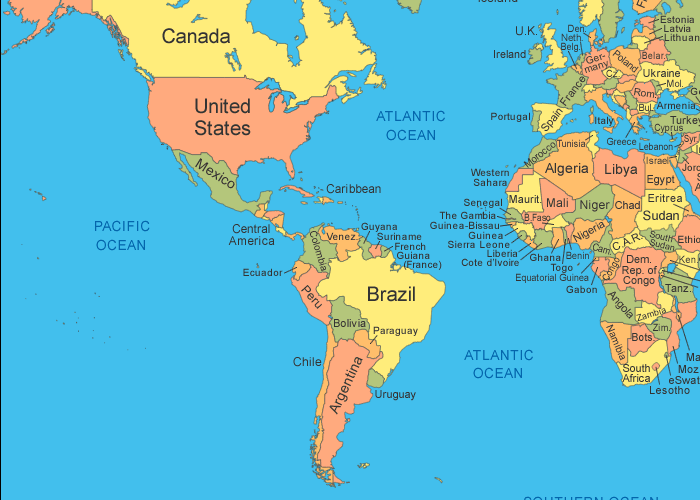 Iceland
Canada
U.K.
Ireland
Den.
Neth.
Belg.
Estonia
Latvia
Lithuan
Belar.
Ger-
many
Poland
Ukraine
CZ
Mol.
France
Rom.
Bul.
Armenia
United
States
ATLANTIC
OCEAN
Portugal
Spain
Italy
Turkey
Greece
Cyprus
Syr.
Lebanon
Israel
Morocco
Tunisia
Algeria
Libya
Egypt
Mexico
Caribbean
Western
Sahara
Maurit.
Mali
Niger
Chad
Eritrea
Sudan
PACIFIC
OCEAN
Central
America
Senegal
The Gambia
Guinea-Bissau
Guinea
Sierra Leone
Liberia
Cote d'Ivoire
B.Faso
Ghana
Togo
Benin
Nigeria
Cam.
C.A.R.
South
Sudan
Ethio
Equatorial Guinea
Gabon
Congo
Dem.
Rep. of
Congo
Ken.
Tanz.
Guyana
Suriname
French
Guiana
(France)
Venez.
Colombia
Ecuador
Peru
Brazil
Bolivia
Paraguay
Chile
Argentina
Uruguay
ATLANTIC
OCEAN
Angola
Zambia
Zim.
Namibia
Bots.
South
Africa
Ma
Moz
eSwat
Lesotho
SOUTHERN OCEAN